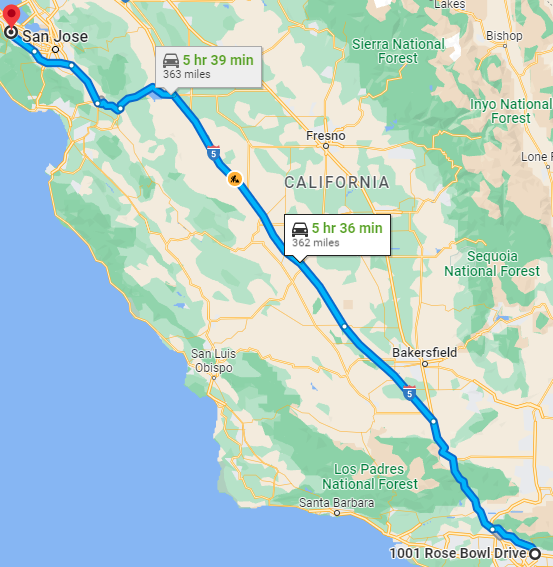 Lakes
San Jose
Bishop
Sierra National
Forest
5 hr 39 min
363 miles
Inyo National
Forest
Fresno
5
Lone
CALIFORNIA
5 hr 36 min
362 miles
Sequoia
National Forest
San Luis
Obispo
Bakersfield
5
Los Padres
National Forest
Santa Barbara
1001 Rose Bowl Drive